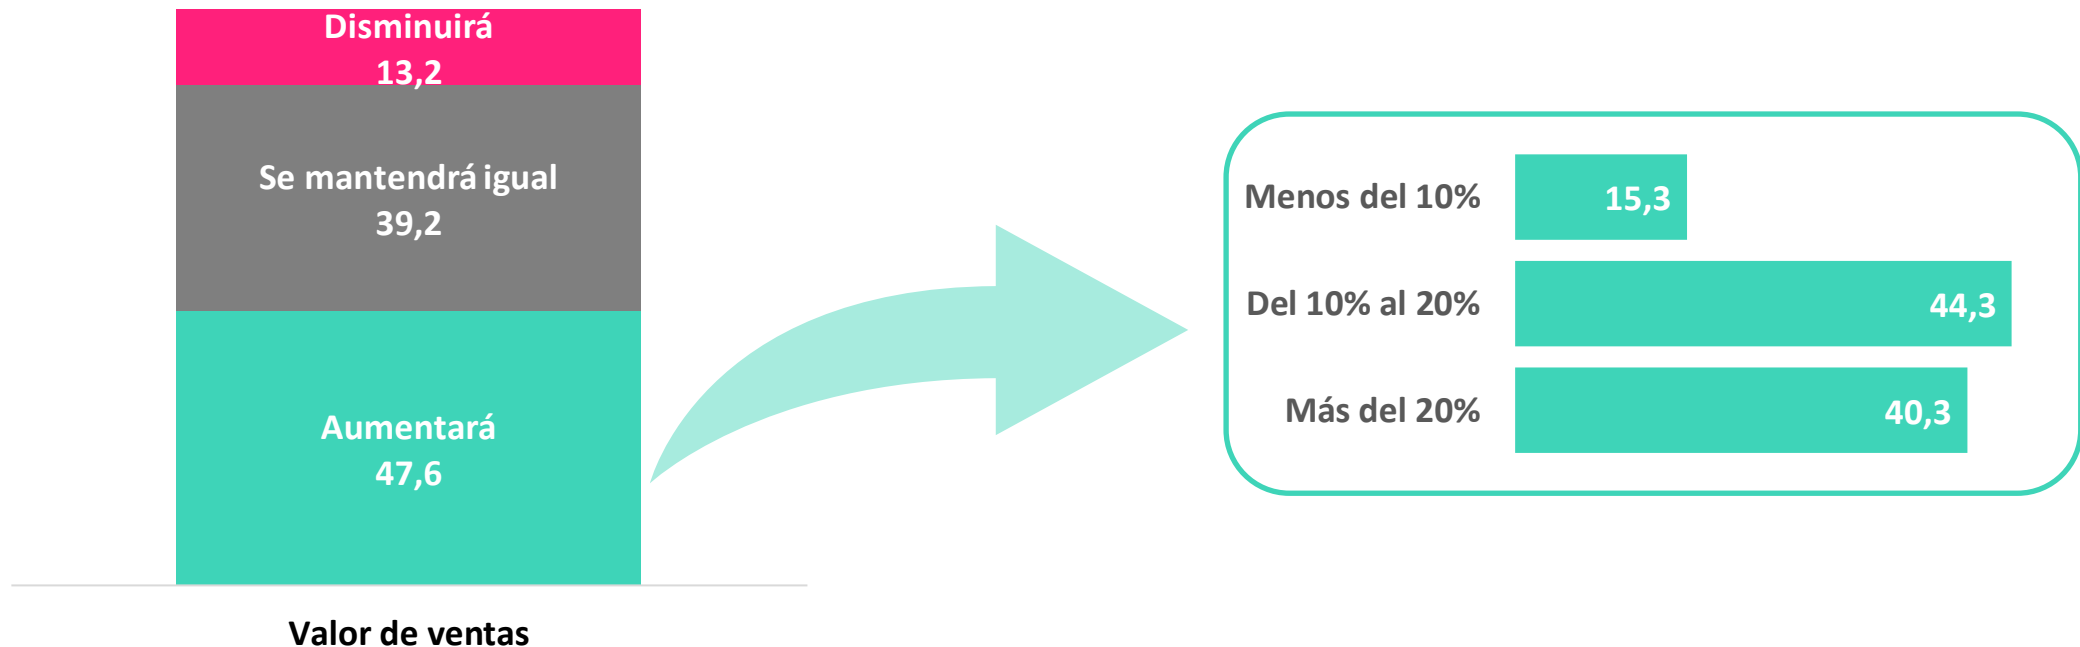 Disminuirá
13,2
Se mantendrá igual
39,2
Aumentará
47,6
Valor de ventas
Menos del 10%
15,3
Del 10% al 20%
44,3
Más del 20%
40,3